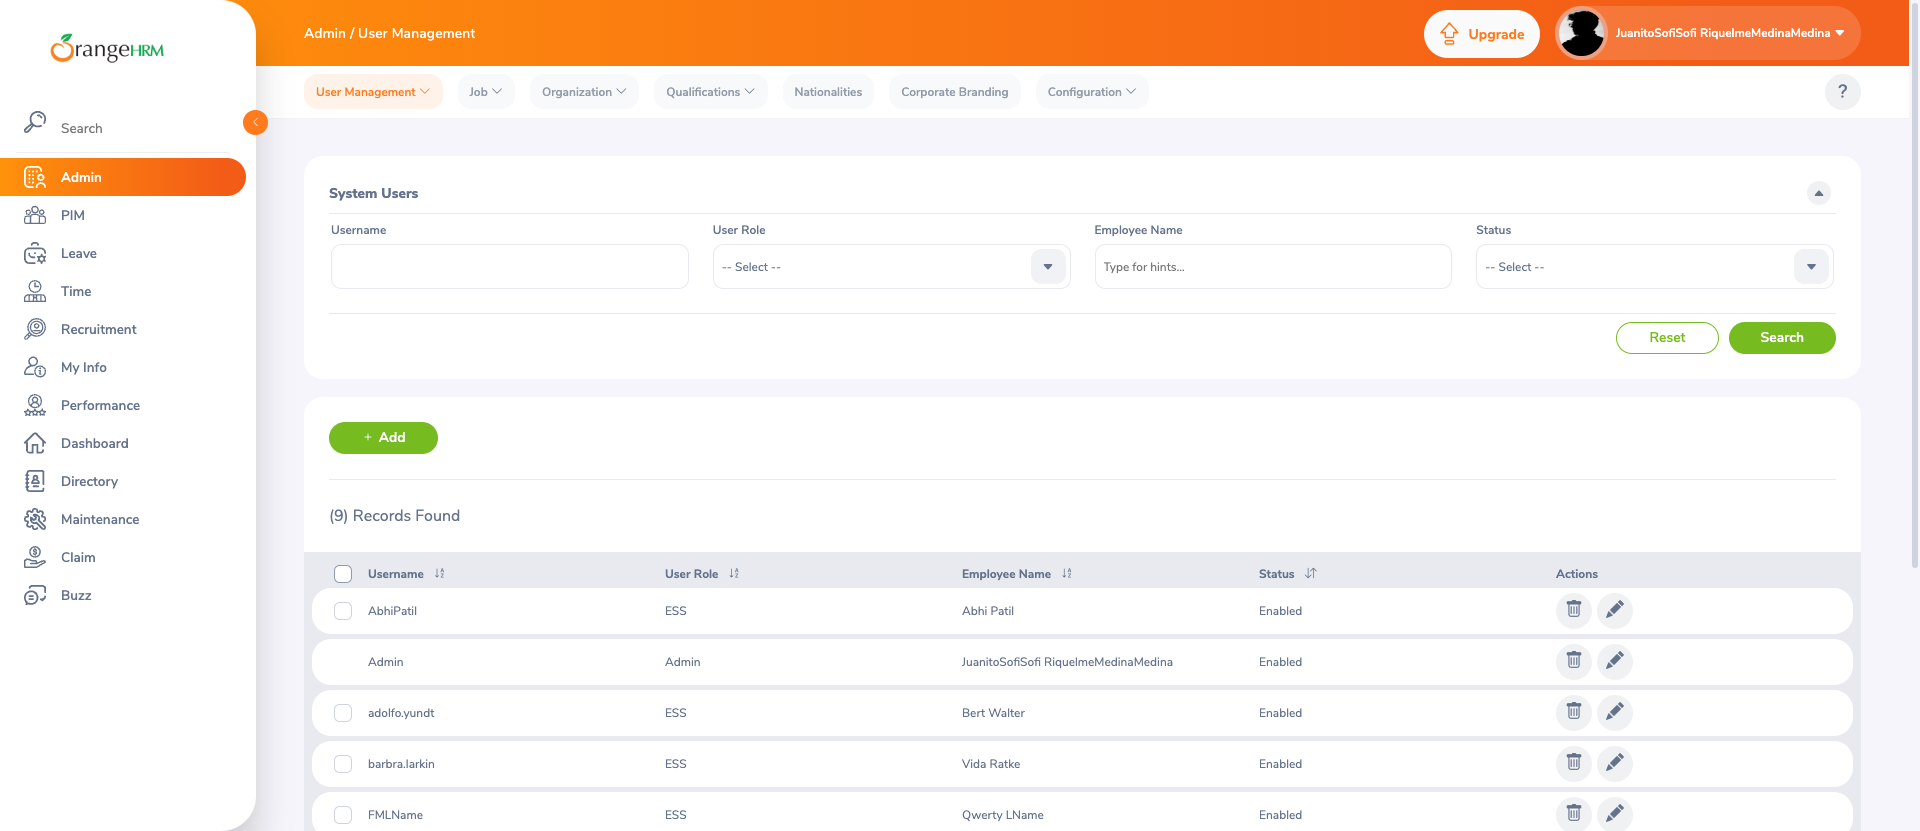 OrangeHRM
Admin / User Management
Upgrade
JuanitoSofiSofi RiquelmeMedinaMedina
User Management
Job
Organization
Qualifications
Nationalities
Corporate Branding
Configuration
?
Search
Admin
PIM
Leave
Time
Recruitment
My Info
Performance
Dashboard
Directory
Maintenance
Claim
Buzz
System Users
Username User Role Employee Name Status
-- Select -- Type for hints... -- Select --
Reset Search
+ Add
(9) Records Found
Username User Role Employee Name Status Actions
AbhiPatil ESS Abhi Patil Enabled
Admin Admin JuanitoSofiSofi RiquelmeMedinaMedina Enabled
adolfo.yundt ESS Bert Walter Enabled
barbra.larkin ESS Vida Ratke Enabled
FMLName ESS Qwerty LName Enabled